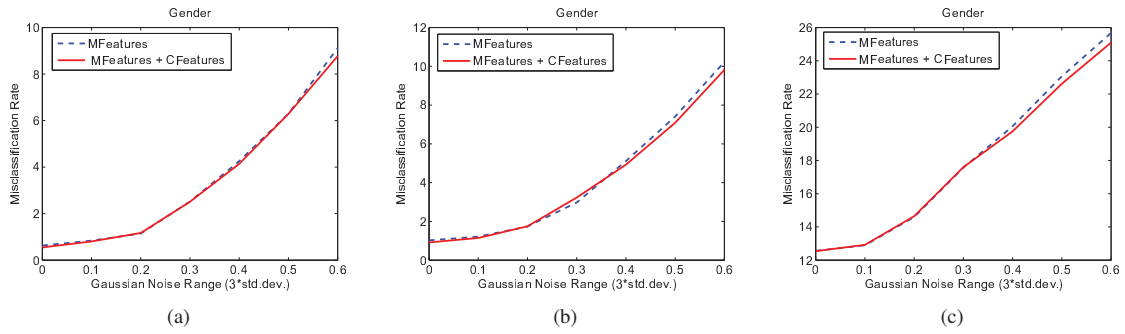 Gender
10
8
6
4
2
0
Misclassification Rate
MFeatures
MFeatures + CFeatures
0 0.1 0.2 0.3 0.4 0.5 0.6
Gaussian Noise Range (3*std.dev.)
(a)
Gender
12
10
8
6
4
2
0
Misclassification Rate
MFeatures
MFeatures + CFeatures
0 0.1 0.2 0.3 0.4 0.5 0.6
Gaussian Noise Range (3*std.dev.)
(b)
Gender
26
24
22
20
18
16
14
12
Misclassification Rate
MFeatures
MFeatures + CFeatures
0 0.1 0.2 0.3 0.4 0.5 0.6
Gaussian Noise Range (3*std.dev.)
(c)